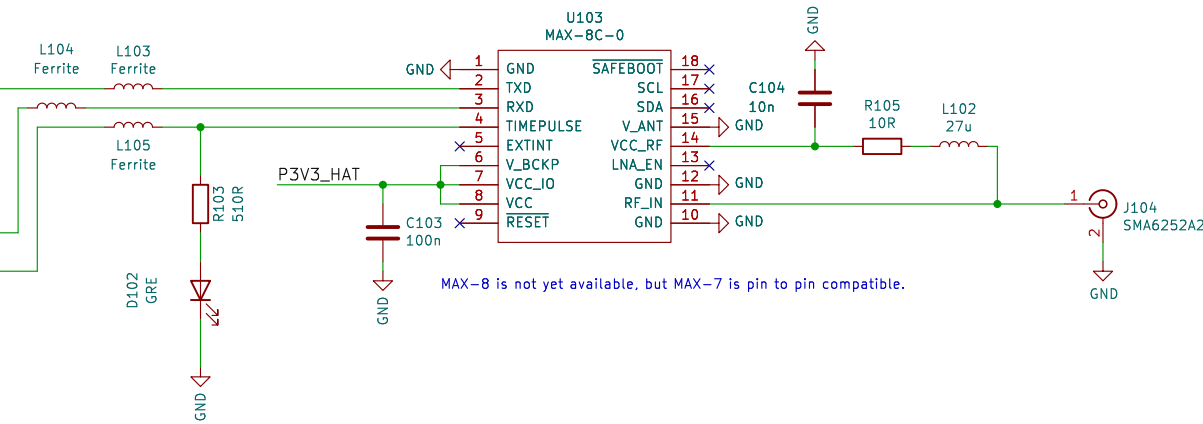 U103
MAX-8C-0
L104
Ferrite
L103
Ferrite
GND
1
GND
2
TXD
3
RXD
4
TIMEPULSE
5
EXTINT
6
V_BCKP
7
VCC_IO
8
VCC
9
RESET
SAFEBOOT
18
SCL
17
SDA
16
V_ANT
15
GND
VCC_RF
14
LNA_EN
13
GND
12
GND
RF_IN
11
GND
10
GND
GND
C104
10n
R105
10R
L102
27u
L105
Ferrite
P3V3_HAT
R103
510R
C103
100n
GND
D102
GRE
GND
1
2
J104
SMA6252A2
GND
MAX-8 is not yet available, but MAX-7 is pin to pin compatible.